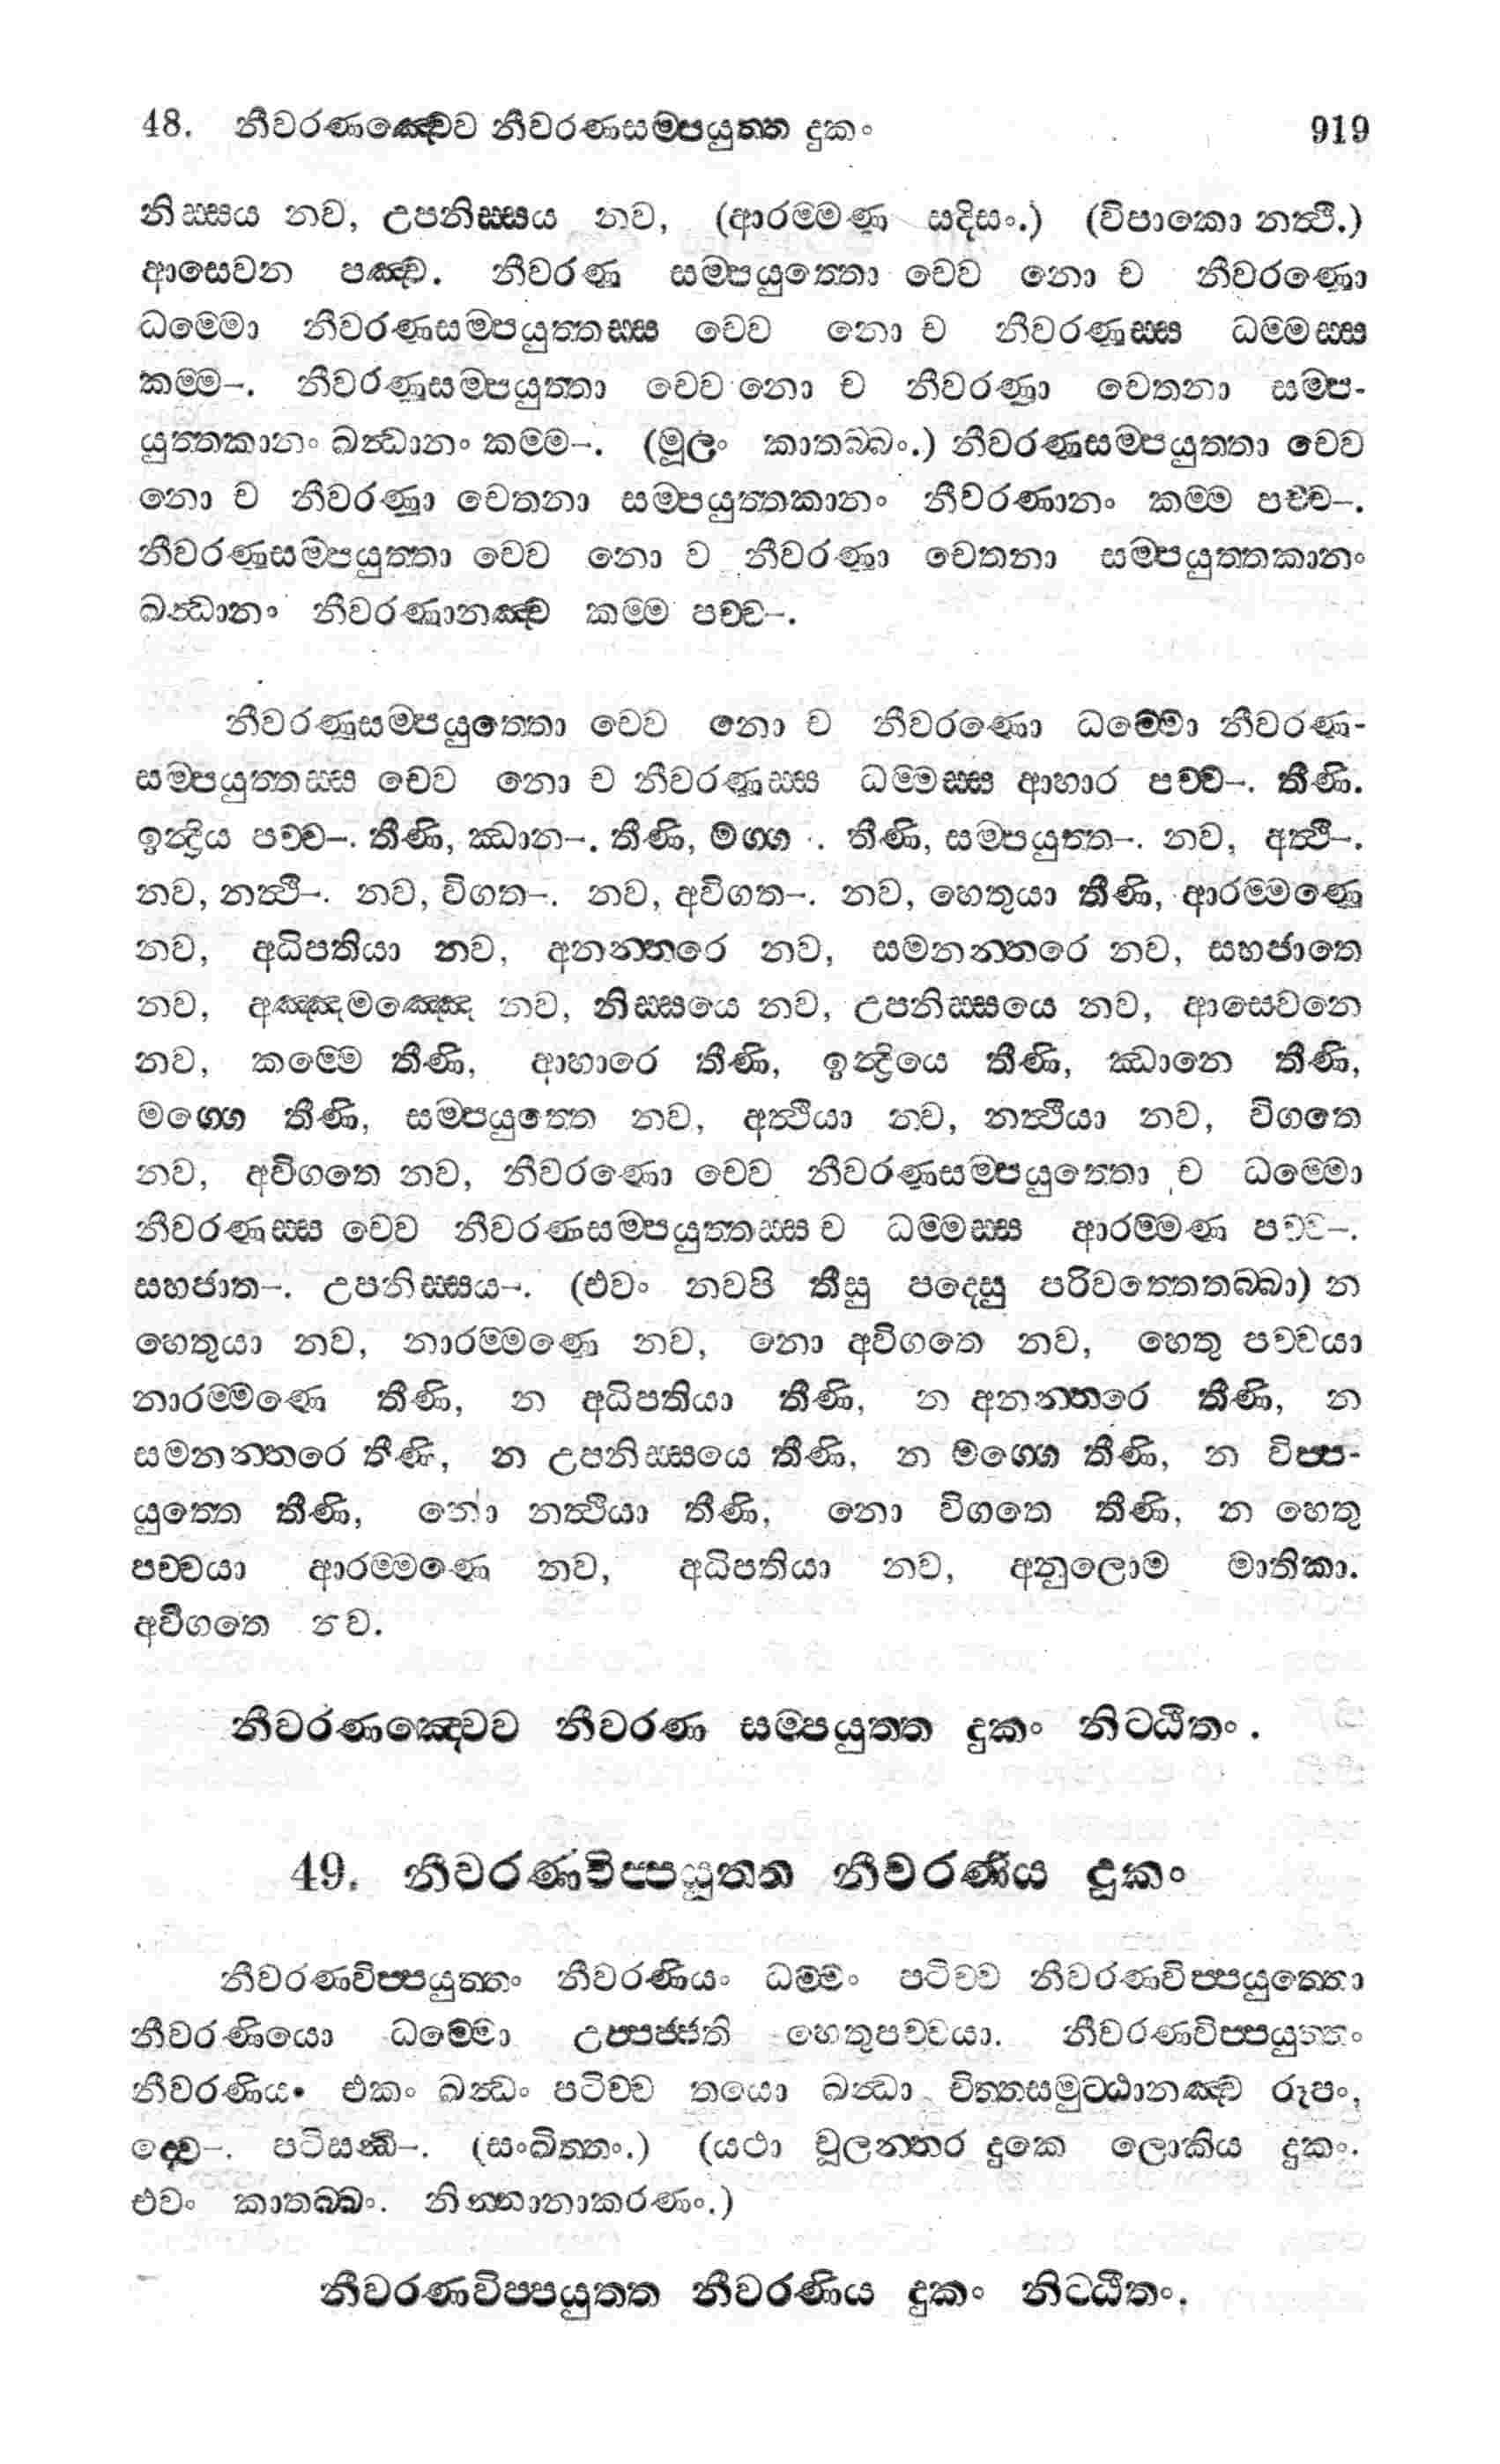 48. නීවරණඤ්චෙව නීවරණසම්පයුත්ත දුකං 919
නිස්සය නව, උපනිස්සය නව, (ආරම්මණ සදිසං.) (විපාකො නත්ථි.)
ආසෙවන පඤ්ච. නීවරණ සම්පයුත්තො චෙව නො ච නීවරණො
ධම්මො නීවරණසම්පයුත්තස්ස චෙව නො ච නීවරණස්ස ධම්මස්ස
කම්ම–. නීවරණසම්පයුත්තා චෙව නො ච නීවරණා චෙතනා සම්ප-
යුත්තකානං ඛන්ධානං කම්ම–. (මූලං කාතබ්බං.) නීවරණසම්පයුත්තා චෙව
නො ච නීවරණා චෙතනා සම්පයුත්තකානං නීවරණානං කම්ම පච්ච–.
නීවරණසම්පයුත්තා චෙව නො ච නීවරණා චෙතනා සම්පයුත්තකානං
ඛන්ධානං නීවරණානඤ්ච කම්ම පච්ච–.
නීවරණසම්පයුත්තො චෙව නො ච නීවරණො ධම්මො නීවරණ-
සම්පයුත්තස්ස චෙව නො ච නීවරණස්ස ධම්මස්ස ආහාර පච්ච–. තීණි.
ඉන්ද්‍රිය පච්ච–. තීණි, ඣාන–. තීණි, මග්ග –. තීණි, සම්පයුත්ත–. නව, අත්ථි–.
නව, නත්ථි–. නව, විගත–. නව, අවිගත–. නව, හෙතුයා තීණි, ආරම්මණෙ
නව, අධිපතියා නව, අනන්තරෙ නව, සමනන්තරෙ නව, සහජාතෙ
නව, අඤ්ඤමඤ්ඤෙ නව, නිස්සයෙ නව, උපනිස්සයෙ නව, ආසෙවනෙ
නව, කම්මෙ තීණි, ආහාරෙ තීණි, ඉන්ද්‍රියෙ තීණි, ඣානෙ තීණි,
මග්ගෙ තීණි, සම්පයුත්තෙ නව, අත්ථියා නව, නත්ථියා නව, විගතෙ
නව, අවිගතෙ නව, නීවරණො චෙව නීවරණසම්පයුත්තො ච ධම්මො
නීවරණස්ස චෙව නීවරණසම්පයුත්තස්ස ච ධම්මස්ස ආරම්මණ පච්ච–.
සහජාත–. උපනිස්සය–. (එවං නවපි තීසු පදෙසු පරිවත්තෙතබ්බා) න
හෙතුයා නව, නාරම්මණෙ නව, නො අවිගතෙ නව, හෙතු පච්චයා
නාරම්මණෙ තීණි, න අධිපතියා තීණි, න අනන්තරෙ තීණි, න
සමනන්තරෙ තීණි, න උපනිස්සයෙ තීණි, න මග්ගෙ තීණි, න විප්ප-
යුත්තෙ තීණි, නො නත්ථියා තීණි, නො විගතෙ තීණි, න හෙතු
පච්චයා ආරම්මණෙ නව, අධිපතියා නව, අනුලොම මාතිකා.
අවිගතෙ නව.
නීවරණඤ්චෙව නීවරණ සම්පයුත්ත දුකං නිට්ඨිතං.
49. නීවරණවිප්පයුත්ත නීවරණිය දුකං
නීවරණවිප්පයුත්තං නීවරණියං ධම්මං පටිච්ච නීවරණවිප්පයුත්තො
නීවරණියො ධම්මො උප්පජ්ජති හෙතුපච්චයා. නීවරණවිප්පයුත්තං
නීවරණියං එකං ඛන්ධං පටිච්ච තයො ඛන්ධා චිත්තසමුට්ඨානඤ්ච රූපං,
ද්වෙ–. පටිසන්ධි–. (සංඛිත්තං.) (යථා චූලන්තර දුකෙ ලොකිය දුකං.
එවං කාතබ්බං. නින්නානාකරණං.)
නීවරණවිප්පයුත්ත නීවරණිය දුකං නිට්ඨිතං.